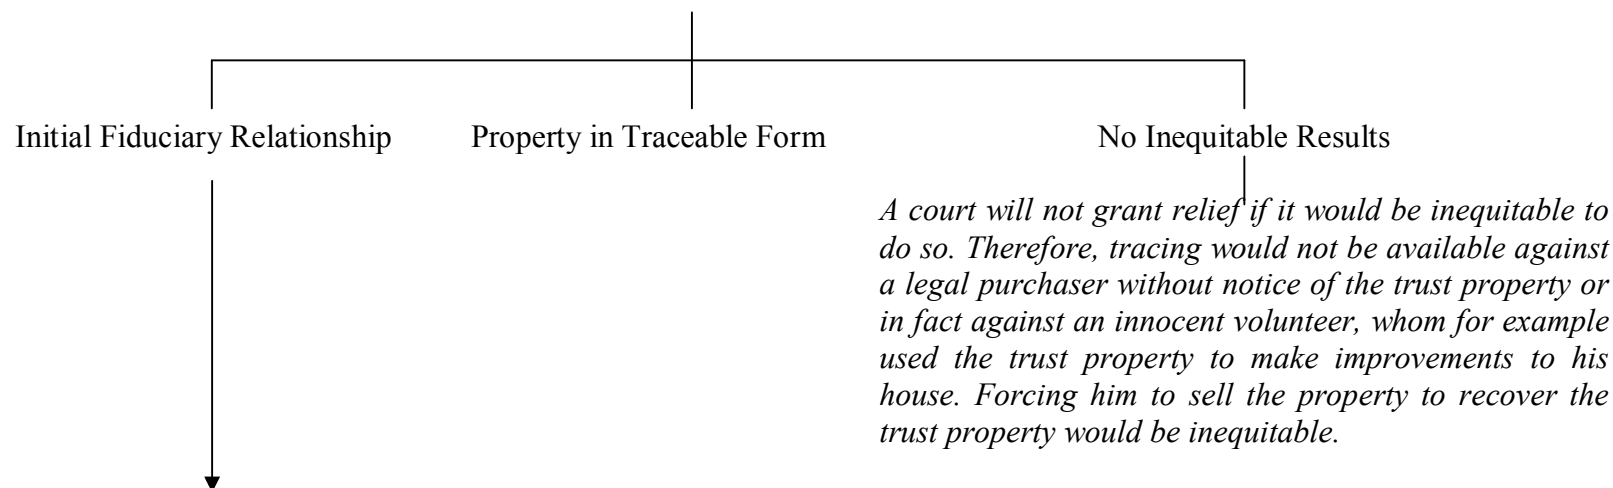 Initial Fiduciary Relationship
Property in Traceable Form
No Inequitable Results
A court will not grant relief if it would be inequitable to
do so. Therefore, tracing would not be available against
a legal purchaser without notice of the trust property or
in fact against an innocent volunteer, whom for example
used the trust property to make improvements to his
house. Forcing him to sell the property to recover the
trust property would be inequitable.